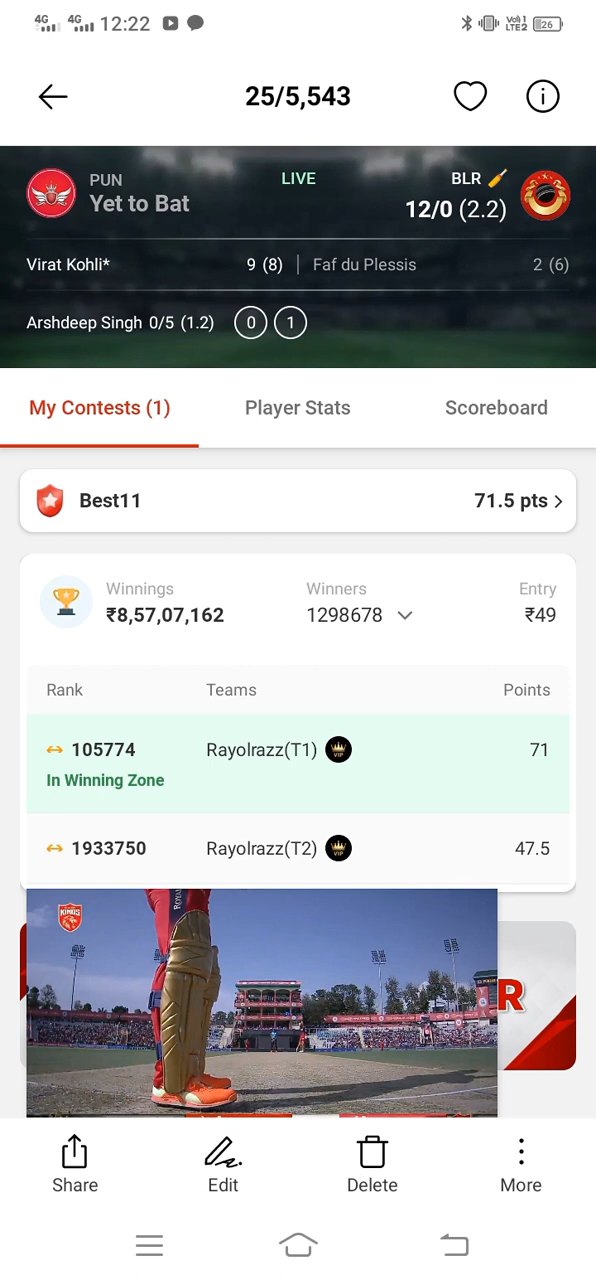 4G 4G 12:22 Vo) 1 LTE2 26
25/5,543
PUN LIVE BLR
Yet to Bat 12/0 (2.2)
Virat Kohli* 9 (8) Faf du Plessis 2 (6)
Arshdeep Singh 0/5 (1.2) 0 1
My Contests (1) Player Stats Scoreboard
Best11 71.5 pts
Winnings Winners Entry
₹8,57,07,162 1298678 ₹49
Rank Teams Points
105774 Rayolrazz(T1) VIP 71
In Winning Zone
1933750 Rayolrazz(T2) VIP 47.5
KINGS
R
Share Edit Delete More